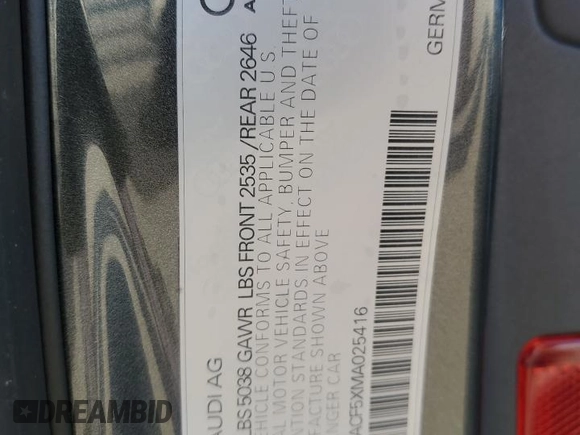 AUDI AG
GERM
LBS 5038 GAWR LBS FRONT 2535 /REAR 2646
VEHICLE CONFORMS TO ALL APPLICABLE U.S.
MOTOR VEHICLE SAFETY, BUMPER AND THEFT
STANDARDS IN EFFECT ON THE DATE OF
FACTURE SHOWN ABOVE
NGER CAR
ACF5XMA025416
BIDFAX